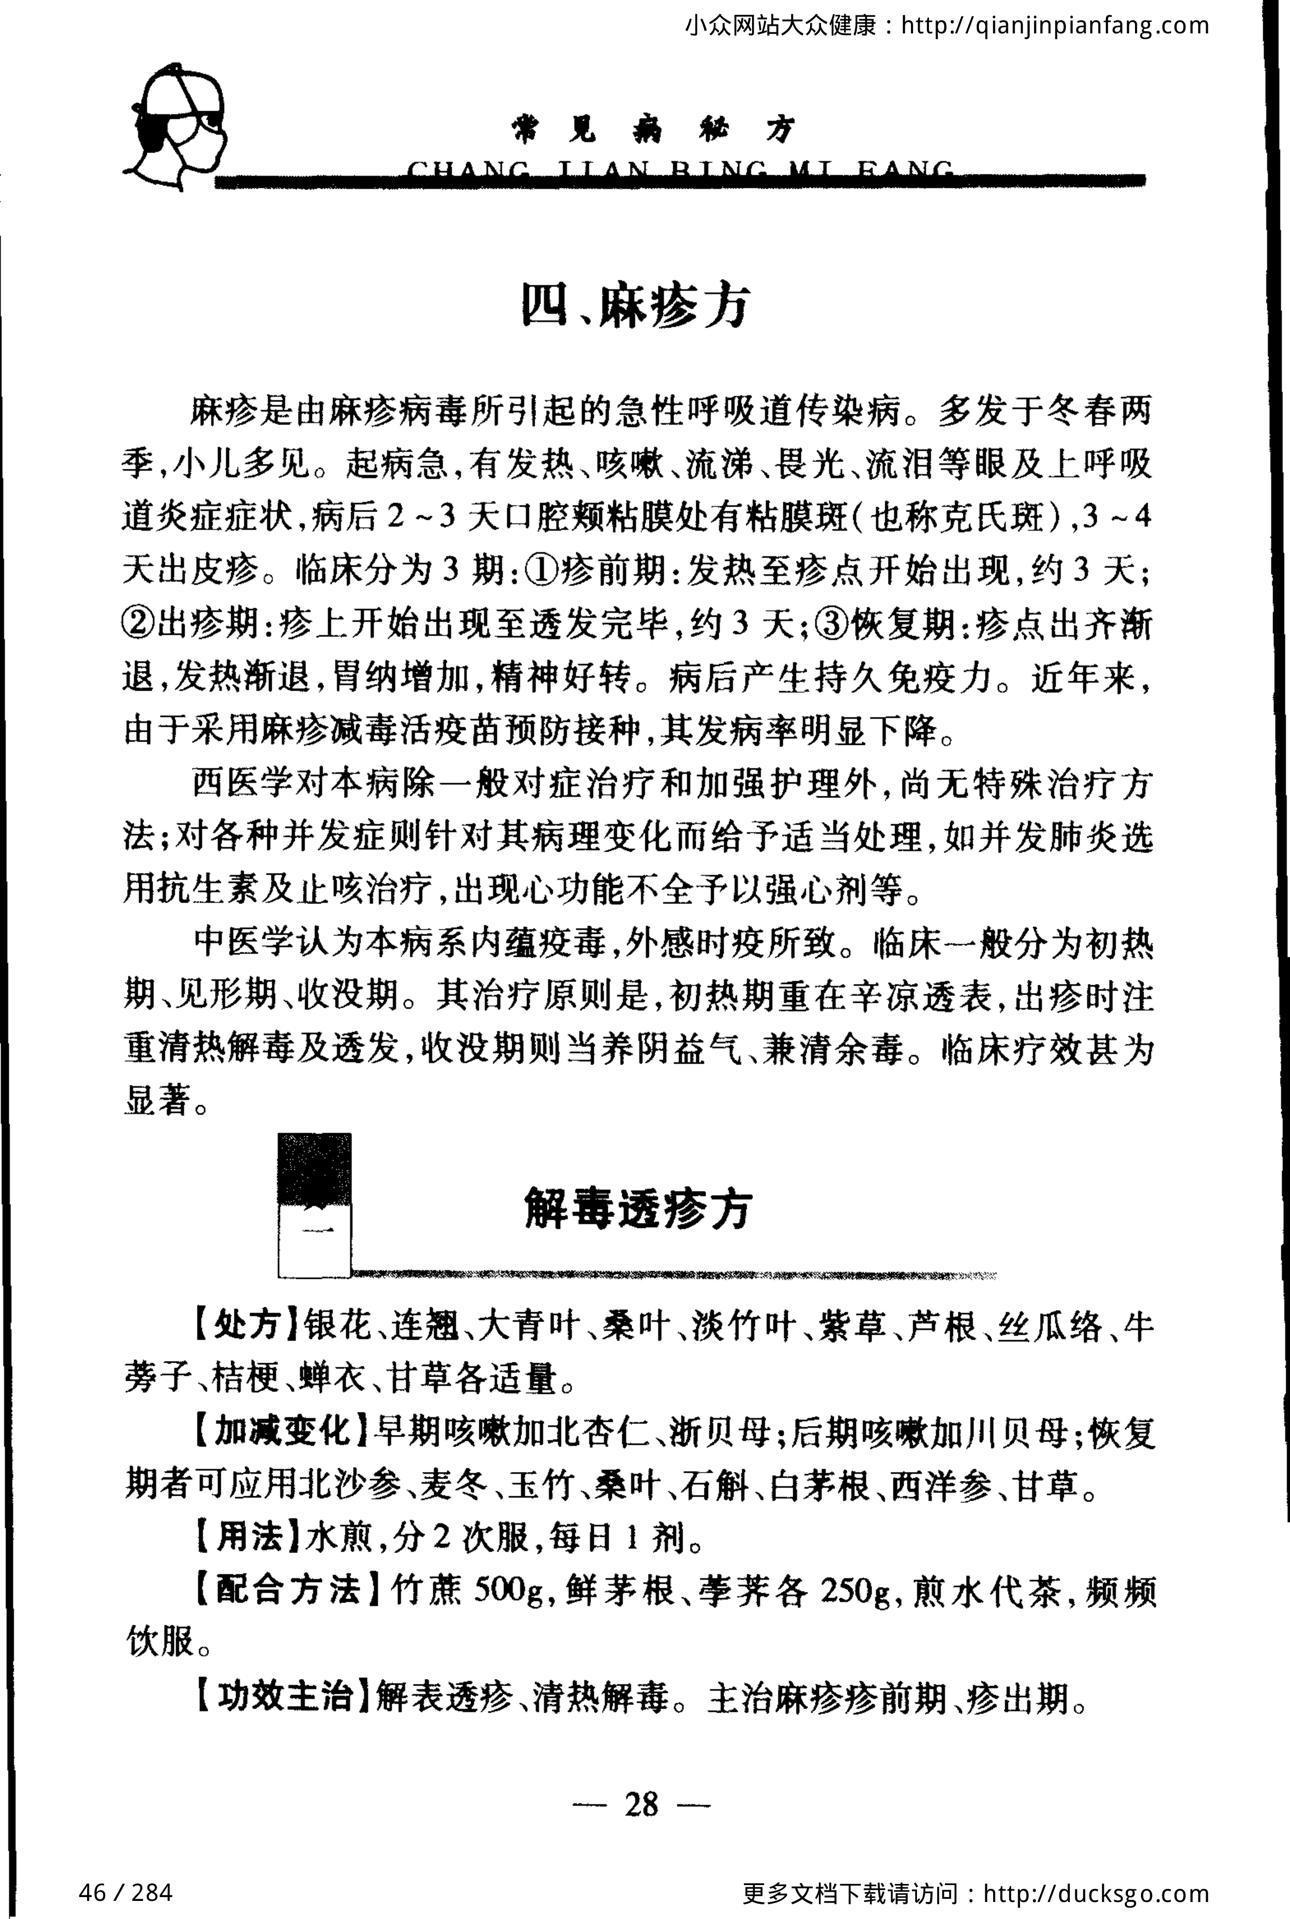 小众网站大众健康：http://qianjinpianfang.com
常见病秘方
CHANG JIAN BING MI FANG
四、麻疹方
麻疹是由麻疹病毒所引起的急性呼吸道传染病。多发于冬春两
季,小儿多见。起病急,有发热、咳嗽、流涕、畏光、流泪等眼及上呼吸
道炎症症状,病后2~3天口腔颊粘膜处有粘膜斑(也称克氏斑),3~4
天出皮疹。临床分为3期:①疹前期:发热至疹点开始出现,约3天;
②出疹期:疹上开始出现至透发完毕,约3天;③恢复期:疹点出齐渐
退,发热渐退,胃纳增加,精神好转。病后产生持久免疫力。近年来,
由于采用麻疹减毒活疫苗预防接种,其发病率明显下降。
西医学对本病除一般对症治疗和加强护理外,尚无特殊治疗方
法;对各种并发症则针对其病理变化而给予适当处理,如并发肺炎选
用抗生素及止咳治疗,出现心功能不全予以强心剂等。
中医学认为本病系内蕴疫毒,外感时疫所致。临床一般分为初热
期、见形期、收没期。其治疗原则是,初热期重在辛凉透表,出疹时注
重清热解毒及透发,收没期则当养阴益气、兼清余毒。临床疗效甚为
显著。
一
解毒透疹方
【处方】银花、连翘、大青叶、桑叶、淡竹叶、紫草、芦根、丝瓜络、牛
蒡子、桔梗、蝉衣、甘草各适量。
【加减变化】早期咳嗽加北杏仁、浙贝母;后期咳嗽加川贝母;恢复
期者可应用北沙参、麦冬、玉竹、桑叶、石斛、白茅根、西洋参、甘草。
【用法】水煎,分2次服,每日1剂。
【配合方法】竹蔗500g,鲜茅根、荸荠各250g,煎水代茶,频频
饮服。
【功效主治】解表透疹、清热解毒。主治麻疹疹前期、疹出期。
— 28 —
46 / 284
更多文档下载请访问：http://ducksgo.com